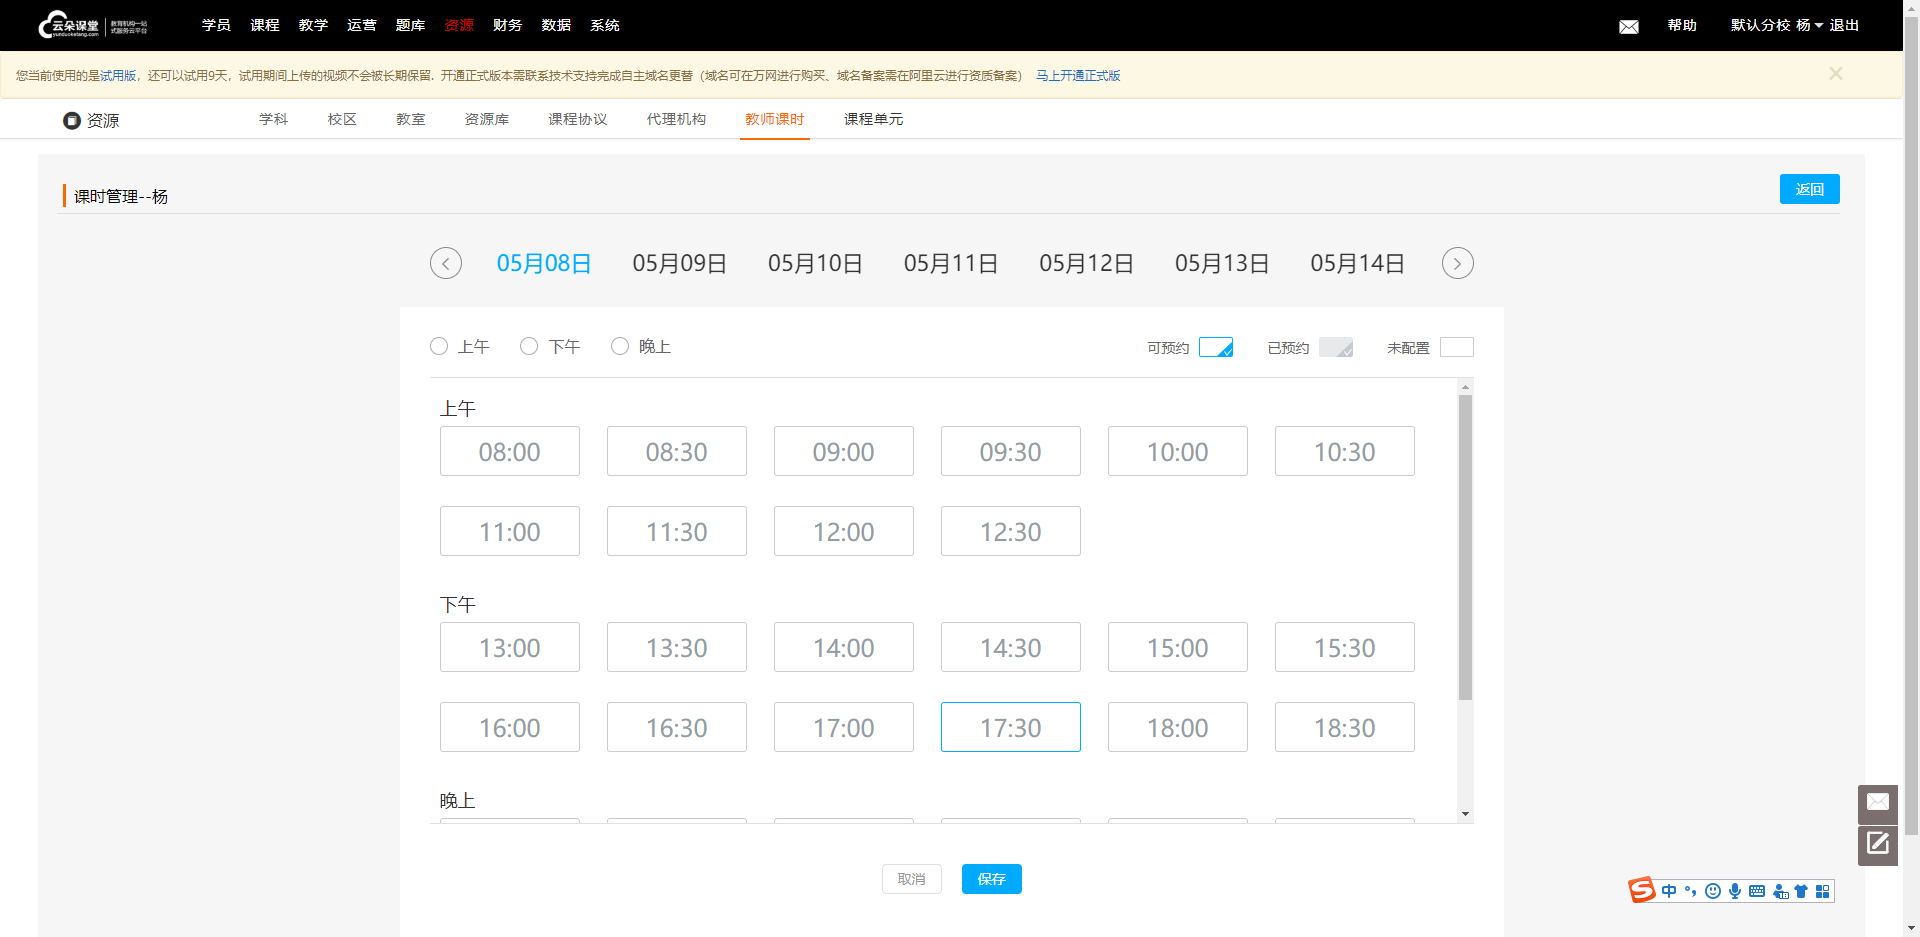 云朵课堂 yunduoketang.com 教育机构一站式服务云平台
学员 课程 教学 运营 题库 资源 财务 数据 系统 帮助 默认分校 杨 退出
您当前使用的是试用版，还可以试用9天，试用期间上传的视频不会被长期保留. 开通正式版本需联系技术支持完成自主域名更替（域名可在万网进行购买、域名备案需在阿里云进行资质备案） 马上开通正式版
资源 学科 校区 教室 资源库 课程协议 代理机构 教师课时 课程单元
课时管理--杨 返回
05月08日 05月09日 05月10日 05月11日 05月12日 05月13日 05月14日
上午 下午 晚上 可预约 已预约 未配置
上午
08:00 08:30 09:00 09:30 10:00 10:30
11:00 11:30 12:00 12:30
下午
13:00 13:30 14:00 14:30 15:00 15:30
16:00 16:30 17:00 17:30 18:00 18:30
晚上
取消 保存
中